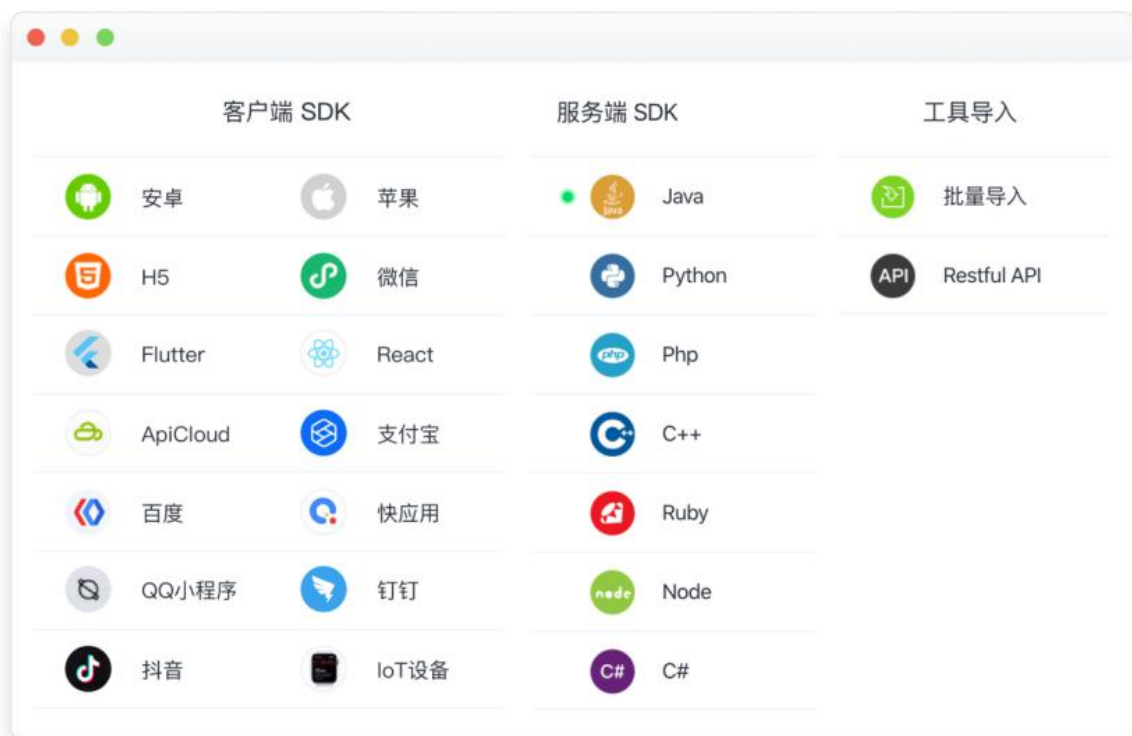 客户端 SDK
服务端 SDK
工具导入
安卓
苹果
Java
批量导入
H5
微信
Python
API
Restful API
Flutter
React
php
Php
ApiCloud
支付宝
C++
C++
百度
快应用
Ruby
QQ小程序
钉钉
node
Node
抖音
IoT设备
C#
C#